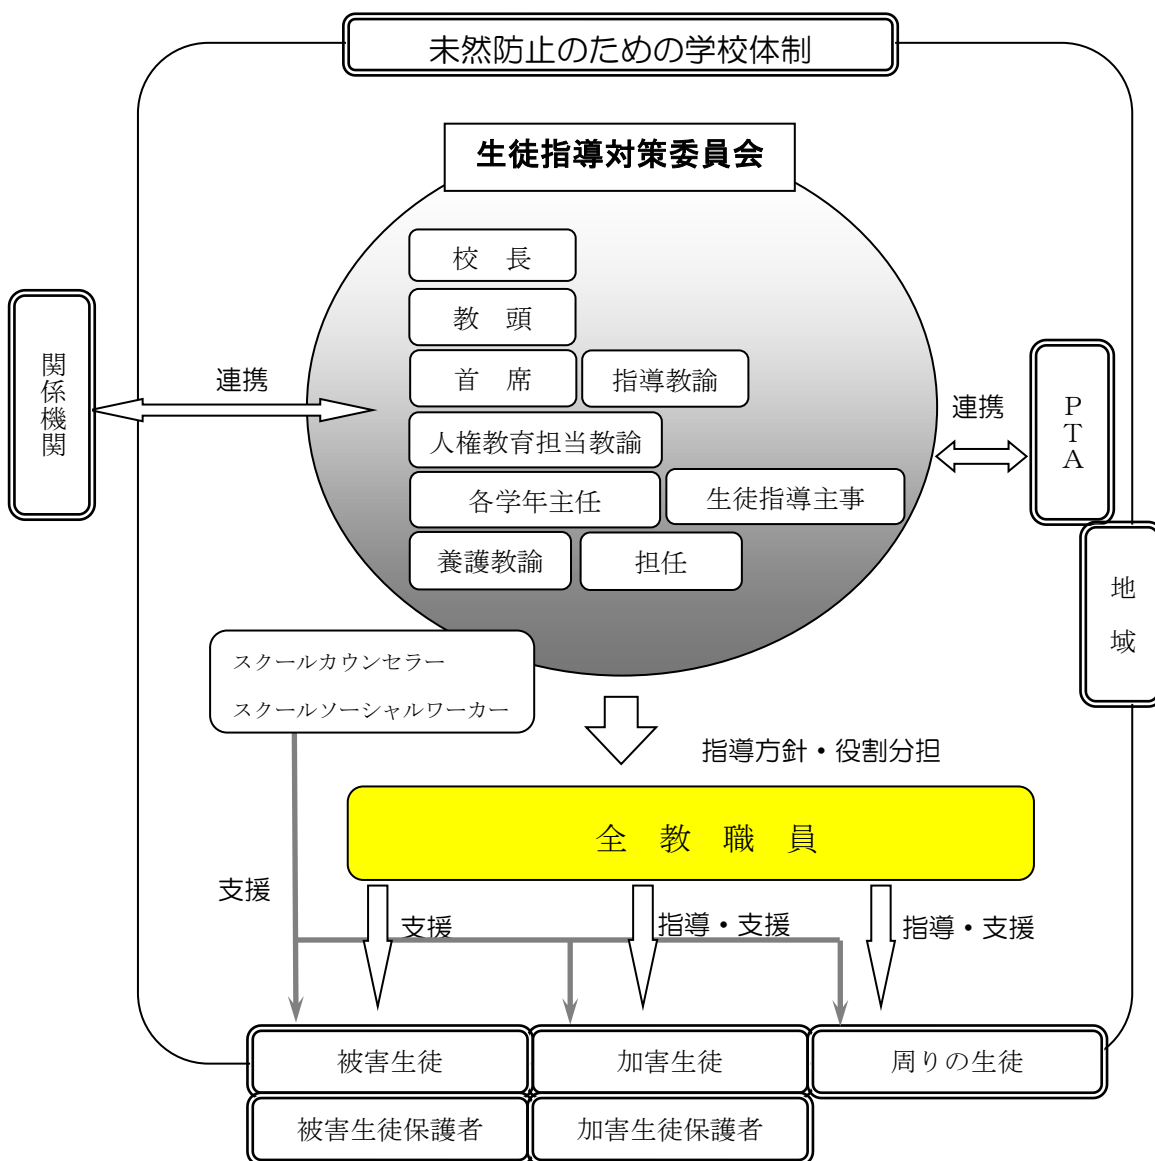 未然防止のための学校体制
生徒指導対策委員会
校　長
教　頭
首　席
指導教諭
人権教育担当教諭
各学年主任
生徒指導主事
養護教諭
担任
関係機関
連携
連携
PTA
地域
スクールカウンセラー
スクールソーシャルワーカー
指導方針・役割分担
全　教　職　員
支援
支援
指導・支援
指導・支援
被害生徒
加害生徒
周りの生徒
被害生徒保護者
加害生徒保護者